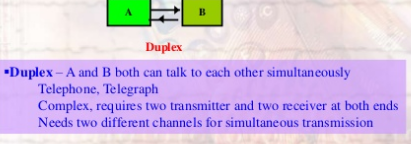 A B
Duplex
▪Duplex – A and B both can talk to each other simultaneously
Telephone, Telegraph
Complex, requires two transmitter and two receiver at both ends
Needs two different channels for simultaneous transmission